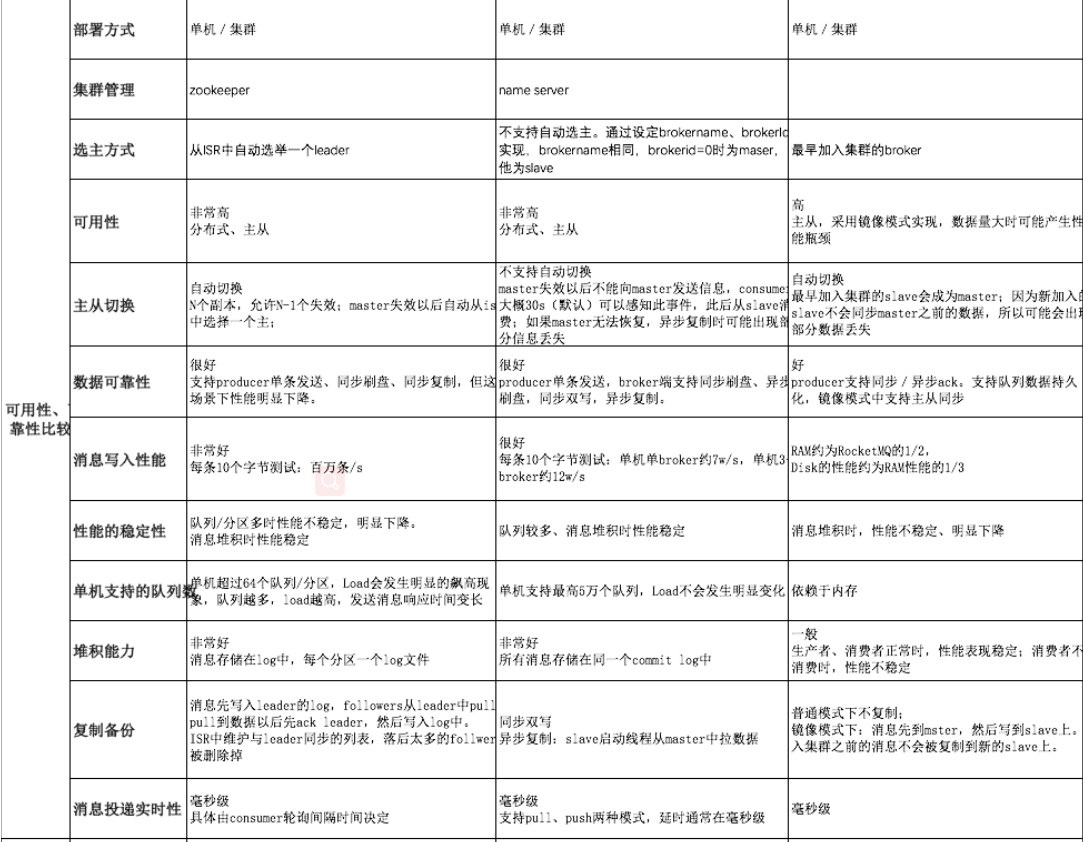 部署方式
单机 / 集群
单机 / 集群
单机 / 集群
集群管理
zookeeper
name server
选主方式
从ISR中自动选举一个leader
不支持自动选主。通过设定brokername、brokerId
实现，brokername相同，brokerid=0时为maser，
他为slave
最早加入集群的broker
可用性
非常高
分布式、主从
非常高
分布式、主从
高
主从，采用镜像模式实现，数据量大时可能产生性
能瓶颈
主从切换
自动切换
N个副本，允许N-1个失效；master失效以后自动从is
中选择一个主；
不支持自动切换
master失效以后不能向master发送信息，consumer
大概30s（默认）可以感知此事件，此后从slave消
费；如果master无法恢复，异步复制时可能出现部
分信息丢失
自动切换
最早加入集群的slave会成为master；因为新加入的
slave不会同步master之前的数据，所以可能会出现
部分数据丢失
可用性、
靠性比较
数据可靠性
很好
支持producer单条发送、同步刷盘、同步复制，但这
场景下性能明显下降。
很好
producer单条发送，broker端支持同步刷盘、异步
刷盘，同步双写，异步复制。
好
producer支持同步 / 异步ack。支持队列数据持久
化，镜像模式中支持主从同步
消息写入性能
非常好
每条10个字节测试：百万条/s
很好
每条10个字节测试：单机单broker约7w/s，单机3
broker约12w/s
RAM约为RocketMQ的1/2，
Disk的性能约为RAM性能的1/3
性能的稳定性
队列/分区多时性能不稳定，明显下降。
消息堆积时性能稳定
队列较多、消息堆积时性能稳定
消息堆积时，性能不稳定、明显下降
单机支持的队列数
单机超过64个队列/分区，Load会发生明显的飙高现
象，队列越多，load越高，发送消息响应时间变长
单机支持最高5万个队列，Load不会发生明显变化
依赖于内存
堆积能力
非常好
消息存储在log中，每个分区一个log文件
非常好
所有消息存储在同一个commit log中
一般
生产者、消费者正常时，性能表现稳定；消费者不
消费时，性能不稳定
复制备份
消息先写入leader的log，followers从leader中pull
pull到数据以后先ack leader，然后写入log中。
ISR中维护与leader同步的列表，落后太多的follwer
被删除掉
同步双写
异步复制：slave启动线程从master中拉数据
普通模式下不复制；
镜像模式下：消息先到mster，然后写到slave上。
入集群之前的消息不会被复制到新的slave上。
消息投递实时性
毫秒级
具体由consumer轮询间隔时间决定
毫秒级
支持pull、push两种模式，延时通常在毫秒级
毫秒级